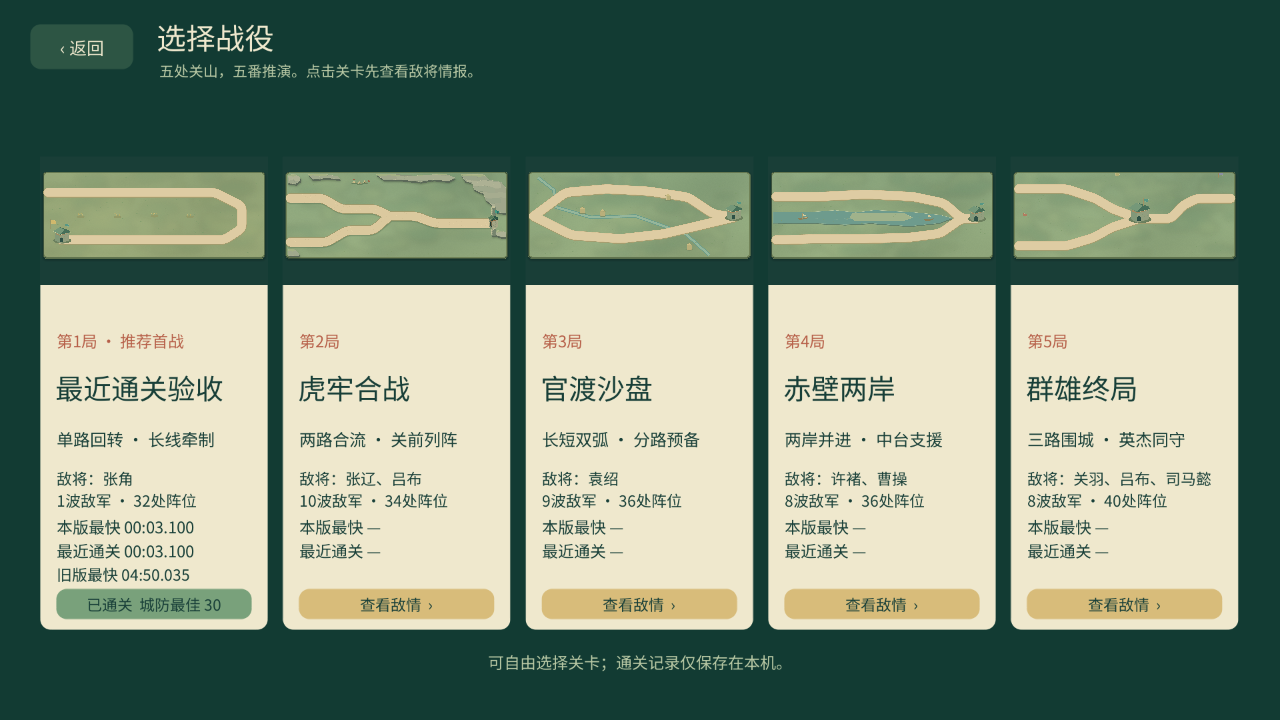 ‹ 返回
选择战役
五处关山，五番推演。点击关卡先查看敌将情报。
第1局 · 推荐首战
最近通关验收
单路回转 · 长线牵制
敌将：张角
1波敌军 · 32处阵位
本版最快 00:03.100
最近通关 00:03.100
旧版最快 04:50.035
已通关 城防最佳 30
第2局
虎牢合战
两路合流 · 关前列阵
敌将：张辽、吕布
10波敌军 · 34处阵位
本版最快 —
最近通关 —
查看敌情 ›
第3局
官渡沙盘
长短双弧 · 分路预备
敌将：袁绍
9波敌军 · 36处阵位
本版最快 —
最近通关 —
查看敌情 ›
第4局
赤壁两岸
两岸并进 · 中台支援
敌将：许褚、曹操
8波敌军 · 36处阵位
本版最快 —
最近通关 —
查看敌情 ›
第5局
群雄终局
三路围城 · 英杰同守
敌将：关羽、吕布、司马懿
8波敌军 · 40处阵位
本版最快 —
最近通关 —
查看敌情 ›
可自由选择关卡；通关记录仅保存在本机。